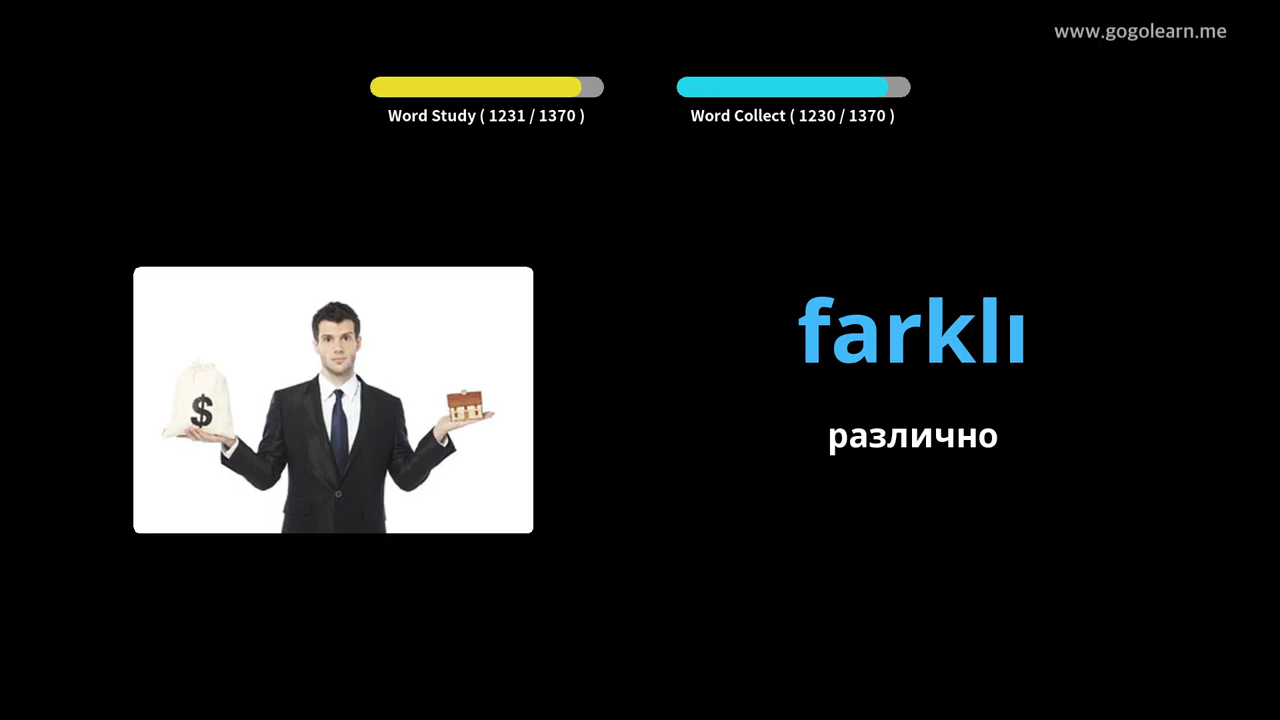 www.gogolearn.me
Word Study ( 1231 / 1370 )
Word Collect ( 1230 / 1370 )
$
farklı
различно